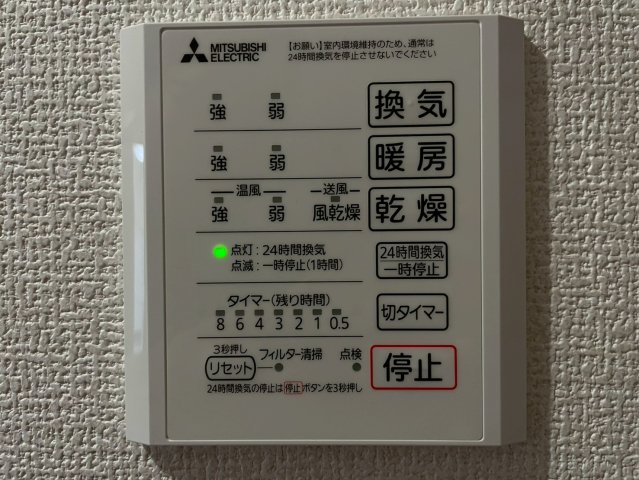 MITSUBISHI
ELECTRIC
【お願い】室内環境維持のため、通常は
24時間換気を停止させないでください
強 弱 換気
強 弱 暖房
温風 送風
強 弱 風乾燥 乾燥
点灯:24時間換気
点滅:一時停止(1時間)
24時間換気
一時停止
タイマー(残り時間)
8 6 4 3 2 1 0.5
切タイマー
3秒押し
リセット フィルター清掃 点検
停止
24時間換気の停止は停止ボタンを3秒押し